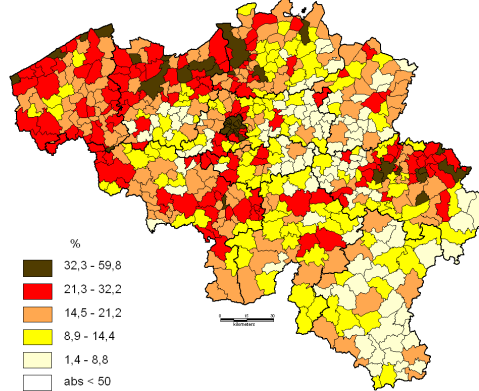 %
32,3 - 59,8
21,3 - 32,2
14,5 - 21,2
8,9 - 14,4
1,4 - 8,8
abs < 50
kilometers